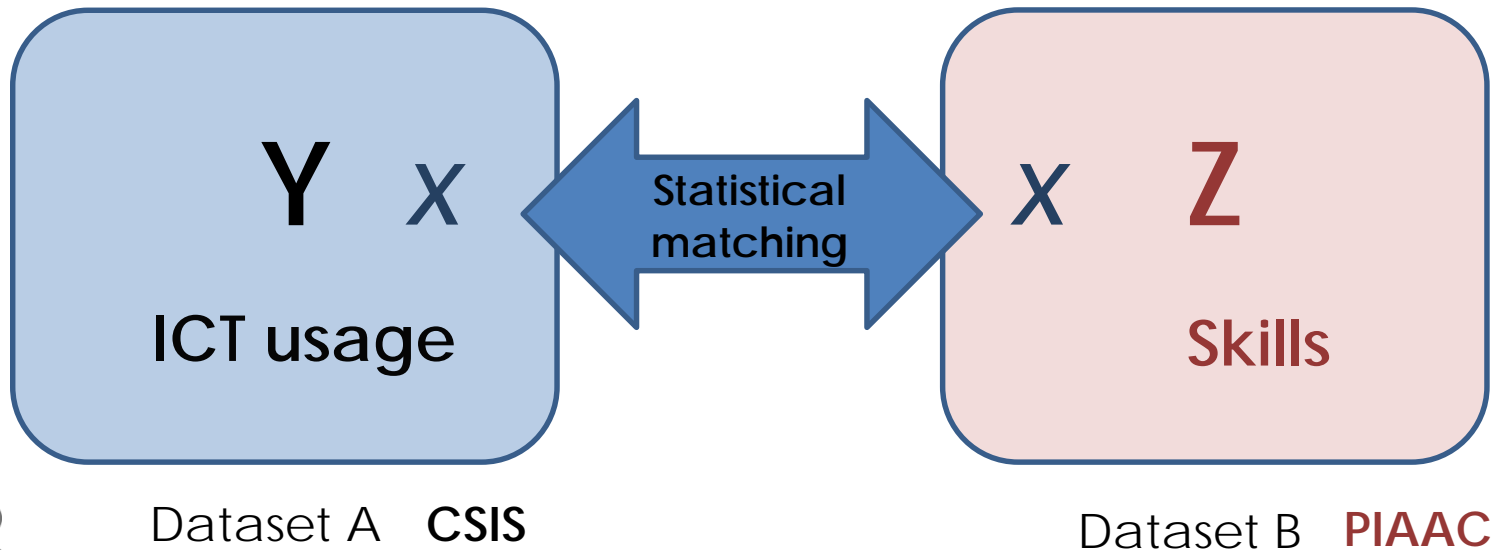 Y x
Statistical
matching
x Z
ICT usage
Skills
Dataset A CSIS
Dataset B PIAAC